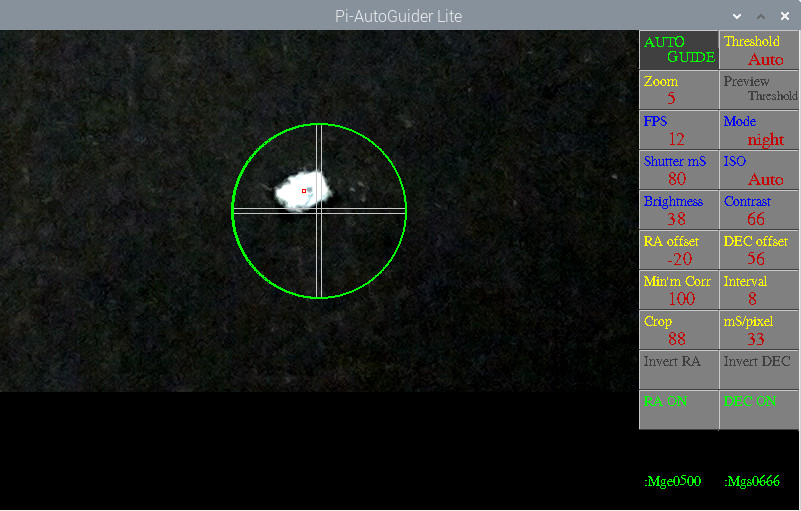 Pi-AutoGuider Lite
AUTO GUIDE
Threshold
Auto
Zoom
5
Preview
Threshold
FPS
12
Mode
night
Shutter mS
80
ISO
Auto
Brightness
38
Contrast
66
RA offset
-20
DEC offset
56
Min'm Corr
100
Interval
8
Crop
88
mS/pixel
33
Invert RA
Invert DEC
RA ON
DEC ON
:Mge0500
:Mgs0666